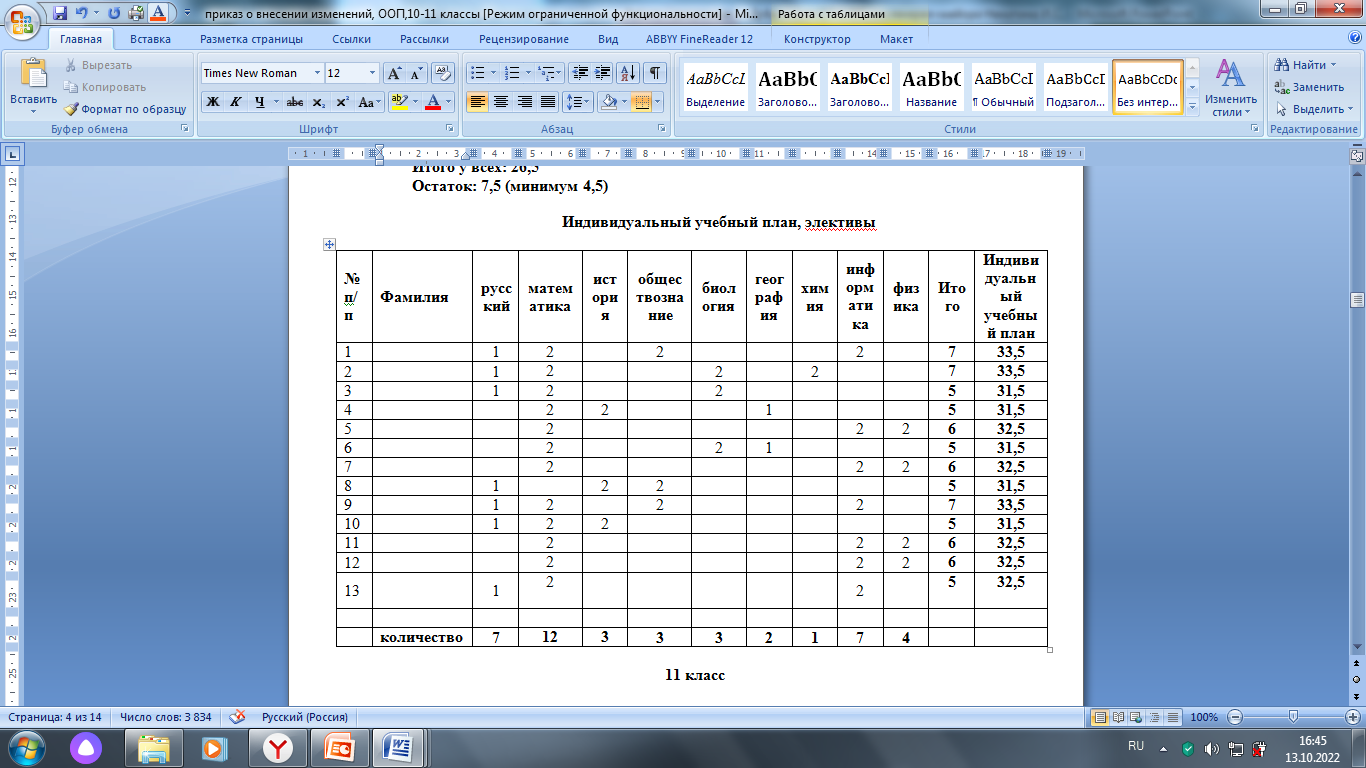 приказ о внесении изменений, ООП,10-11 классы [Режим ограниченной функциональности] - Mi... Работа с таблицами
Главная Вставка Разметка страницы Ссылки Рассылки Рецензирование Вид ABBYY FineReader 12 Конструктор Макет
Вставить
Вырезать
Копировать
Формат по образцу
Буфер обмена
Times New Roman 12
Ж К Ч abc x₂ x² Aa
Шрифт
Абзац
AaBbCcI AaBbC AaBbCcI AaBbC AaBbCcI AaBbCcI AaBbCcDc
Выделение Заголово... Заголово... Название ¶ Обычный Подзагол... Без интер...
Стили
Изменить стили
Найти
Заменить
Выделить
Редактирование
Итого у всех: 26,5
Остаток: 7,5 (минимум 4,5)
Индивидуальный учебный план, элективы
№ п/п Фамилия русский математика история обществознание биология география химия информатика физика Итого Индивидуальный учебный план
1 1 2 2 2 7 33,5
2 1 2 2 2 7 33,5
3 1 2 2 5 31,5
4 2 2 1 5 31,5
5 2 2 2 6 32,5
6 2 2 1 5 31,5
7 2 2 2 6 32,5
8 1 2 2 5 31,5
9 1 2 2 2 7 33,5
10 1 2 2 5 31,5
11 2 2 2 6 32,5
12 2 2 2 6 32,5
13 1 2 2 5 32,5
количество 7 12 3 3 3 2 1 7 4
11 класс
Страница: 4 из 14 Число слов: 3 834 Русский (Россия) 100%
RU 16:45
13.10.2022